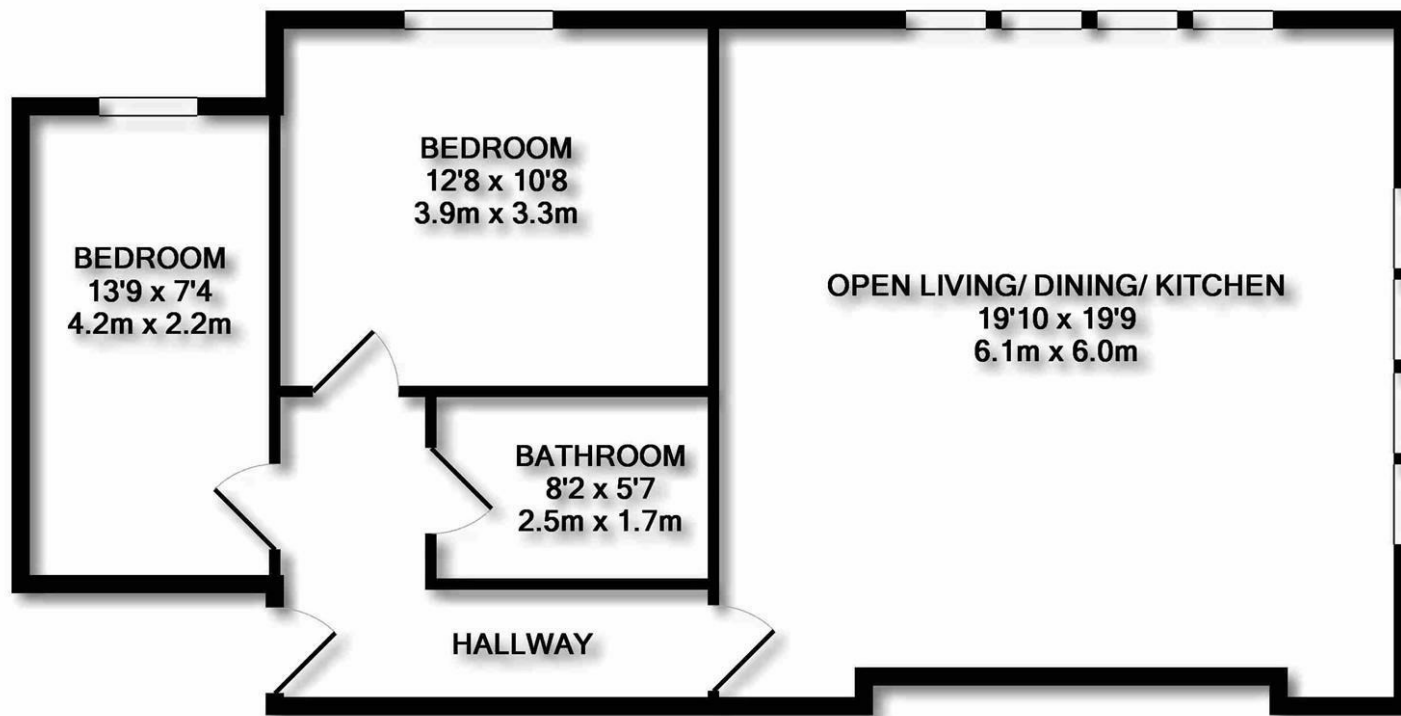 BEDROOM
12'8 x 10'8
3.9m x 3.3m
BEDROOM
13'9 x 7'4
4.2m x 2.2m
OPEN LIVING/ DINING/ KITCHEN
19'10 x 19'9
6.1m x 6.0m
BATHROOM
8'2 x 5'7
2.5m x 1.7m
HALLWAY